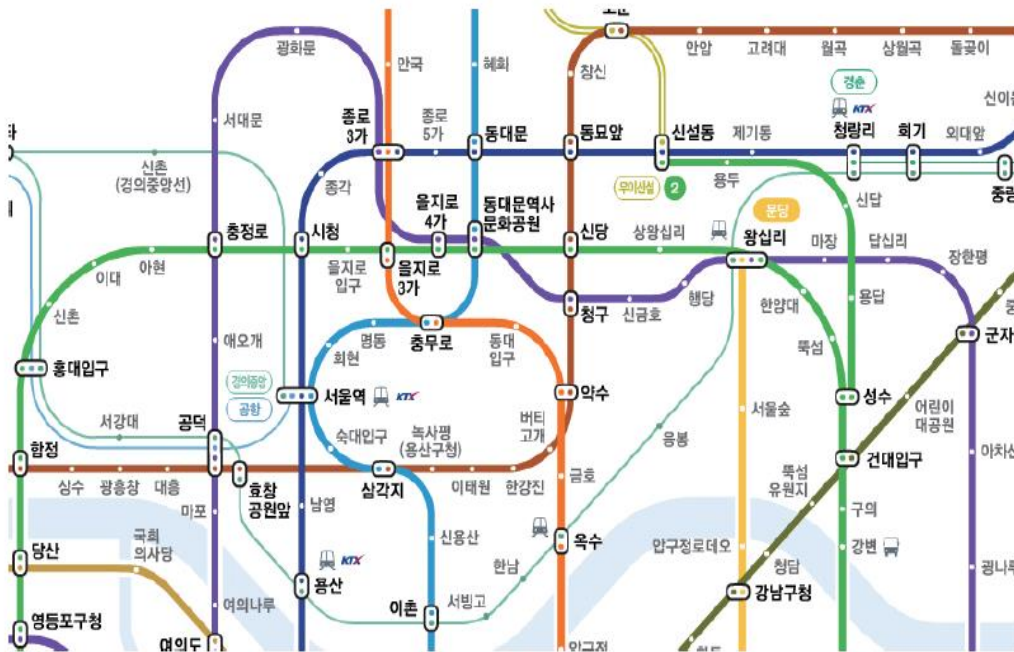 광화문
안국
혜화
창신
안암
고려대
월곡
상월곡
돌곶이
경춘
KTX
서대문
종로
3가
종로
5가
동대문
동묘앞
신설동
제기동
청량리
회기
외대앞
신촌
(경의중앙선)
종각
우이신설
2
용두
신답
을지로
4가
동대문역사
문화공원
충정로
시청
신당
상왕십리
분당
왕십리
마장
답십리
장한평
이대
아현
을지로
입구
을지로
3가
행당
한양대
용답
신촌
청구
신금호
애오개
명동
회현
충무로
동대
입구
뚝섬
군자
홍대입구
경의중앙
공항
서울역
KTX
약수
성수
어린이
대공원
서강대
공덕
버티
고개
서울숲
응봉
합정
숙대입구
녹사평
(용산구청)
건대입구
상수
광흥창
대흥
효창
공원앞
삼각지
이태원
한강진
금호
뚝섬
유원지
마포
남영
구의
국회
의사당
신용산
당산
KTX
옥수
압구정로데오
강변
용산
한남
청담
광나루
여의나루
이촌
서빙고
강남구청
영등포구청
여의도